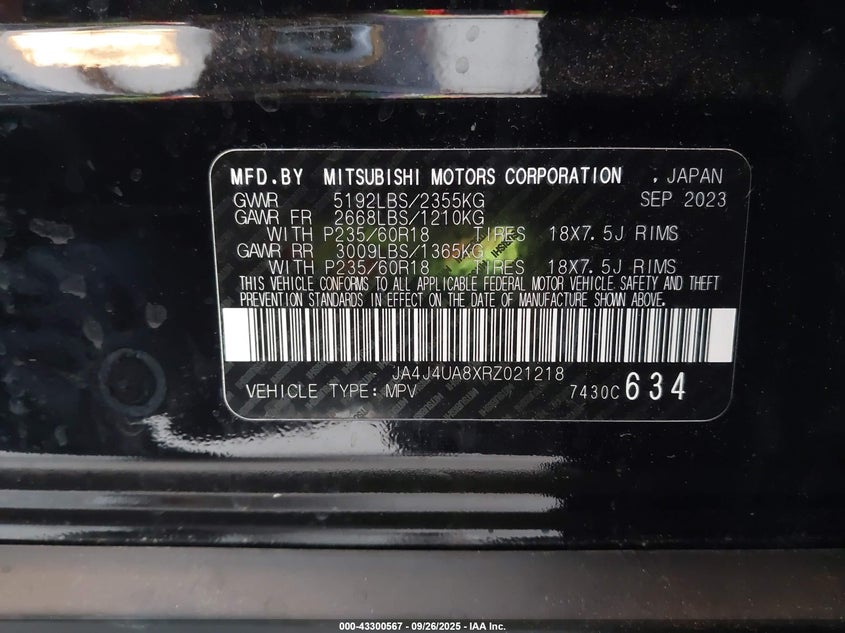 MFD.BY MITSUBISHI MOTORS CORPORATION , JAPAN
GVWR 5192LBS/2355KG SEP 2023
GAWR FR 2668LBS/1210KG
WITH P235/60R18 TIRES 18X7.5J RIMS
GAWR RR 3009LBS/1365KG
WITH P235/60R18 TIRES 18X7.5J RIMS
THIS VEHICLE CONFORMS TO ALL APPLICABLE FEDERAL MOTOR VEHICLE SAFETY AND THEFT
PREVENTION STANDARDS IN EFFECT ON THE DATE OF MANUFACTURE SHOWN ABOVE.
JA4J4UA8XRZ021218
VEHICLE TYPE: MPV 7430C 634
000-43300567 - 09/26/2025 - IAA Inc.